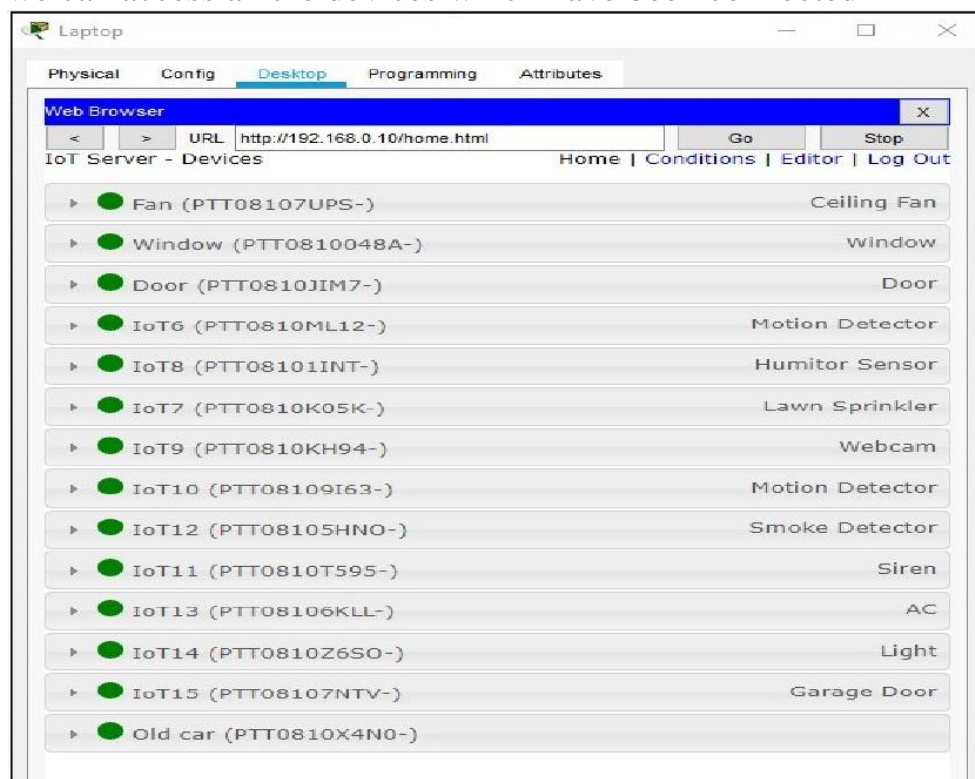 Laptop
Physical Config Desktop Programming Attributes
Web Browser X
< > URL http://192.168.0.10/home.html Go Stop
IoT Server - Devices Home | Conditions | Editor | Log Out
Fan (PTT08107UPS-) Ceiling Fan
Window (PTT0810048A-) Window
Door (PTT0810JIM7-) Door
IoT6 (PTT0810ML12-) Motion Detector
IoT8 (PTT08101INT-) Humitor Sensor
IoT7 (PTT0810K05K-) Lawn Sprinkler
IoT9 (PTT0810KH94-) Webcam
IoT10 (PTT08109I63-) Motion Detector
IoT12 (PTT08105HNO-) Smoke Detector
IoT11 (PTT0810T595-) Siren
IoT13 (PTT08106KLL-) AC
IoT14 (PTT0810Z6SO-) Light
IoT15 (PTT08107NTV-) Garage Door
Old car (PTT0810X4N0-)